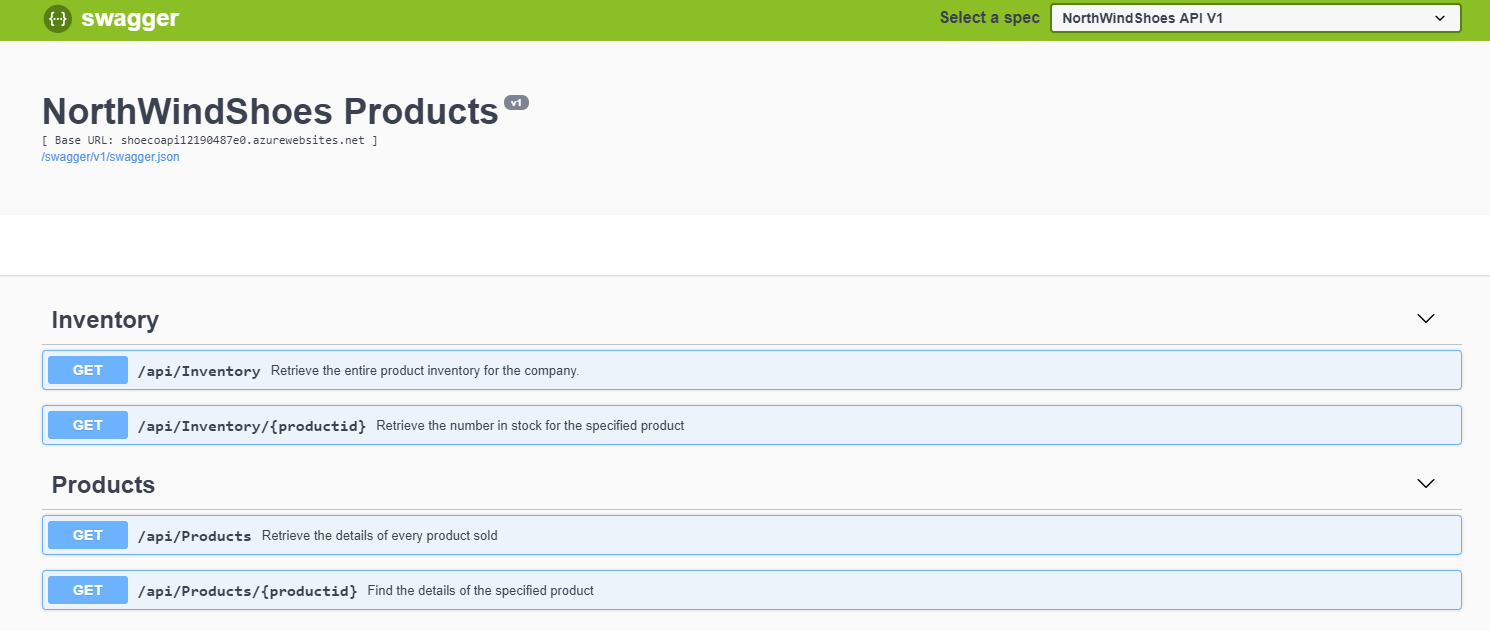 {···} swagger
Select a spec NorthWindShoes API V1
NorthWindShoes Products v1
[ Base URL: shoecoapi12190487e0.azurewebsites.net ]
/swagger/v1/swagger.json
Inventory
GET /api/Inventory Retrieve the entire product inventory for the company.
GET /api/Inventory/{productid} Retrieve the number in stock for the specified product
Products
GET /api/Products Retrieve the details of every product sold
GET /api/Products/{productid} Find the details of the specified product